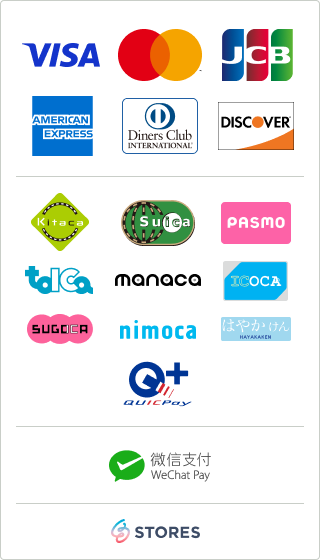 VISA
JCB
AMERICAN
EXPRESS
Diners Club
INTERNATIONAL
DISCOVER
Kitaca
Suica
PASMO
toICa
manaca
ICOCA
SUGOCA
nimoca
はやかけん
HAYAKAKEN
Q+
QUICPay
微信支付
WeChat Pay
STORES